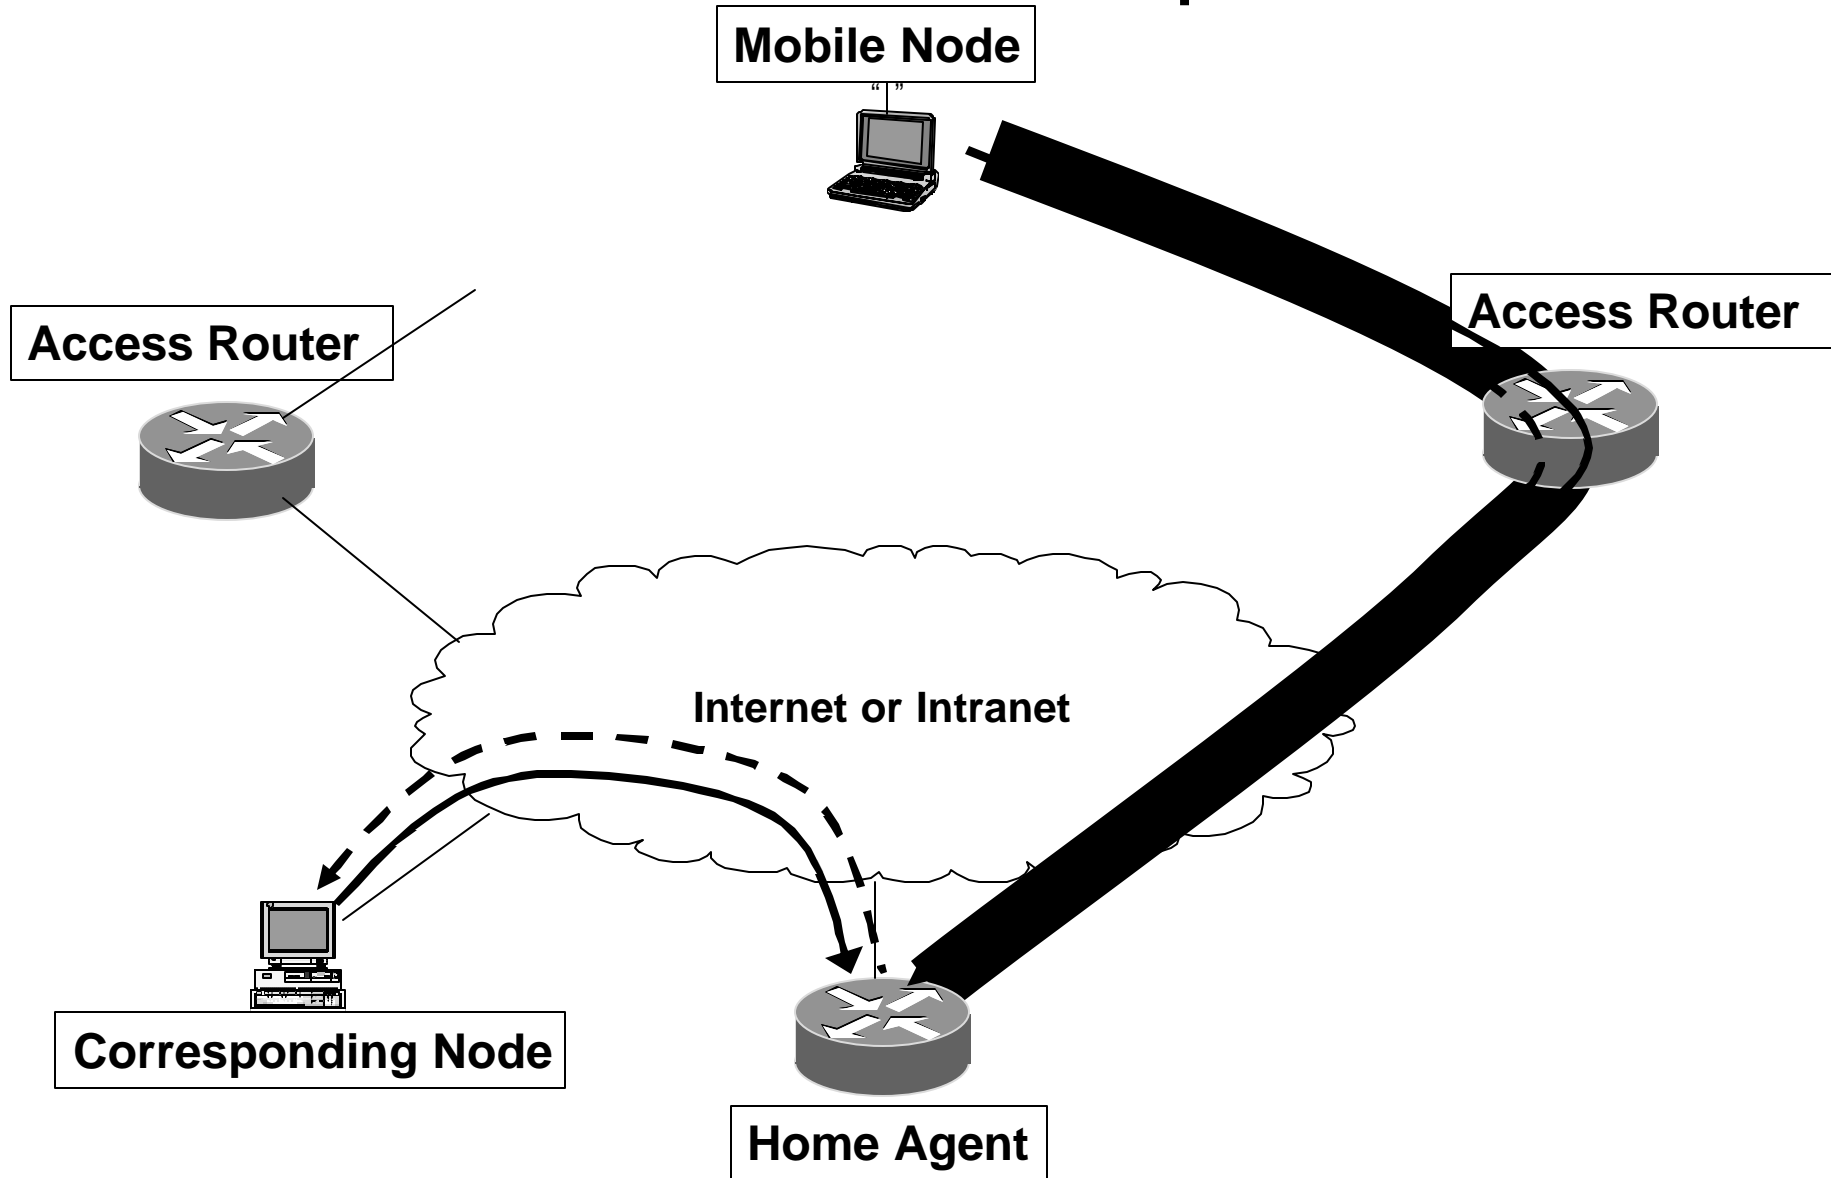 Mobile Node
“ ”
Access Router
Access Router
Internet or Intranet
Corresponding Node
Home Agent